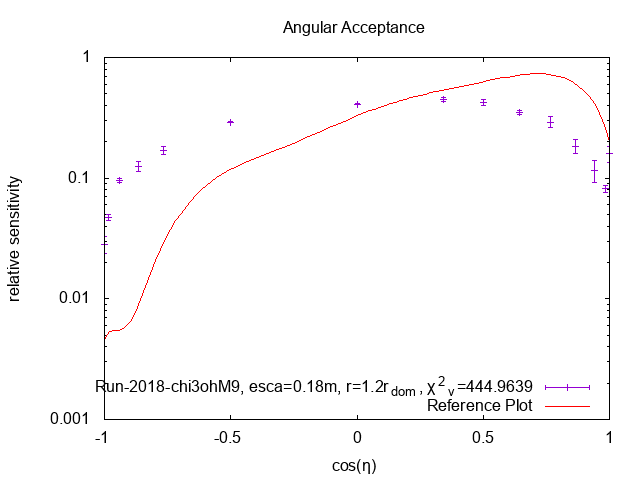 Angular Acceptance
1
0.1
0.01
0.001
relative sensitivity
Run-2018-chi3ohM9, esca=0.18m, r=1.2r_dom, χ²_v=444.9639
Reference Plot
-1 -0.5 0 0.5 1
cos(η)